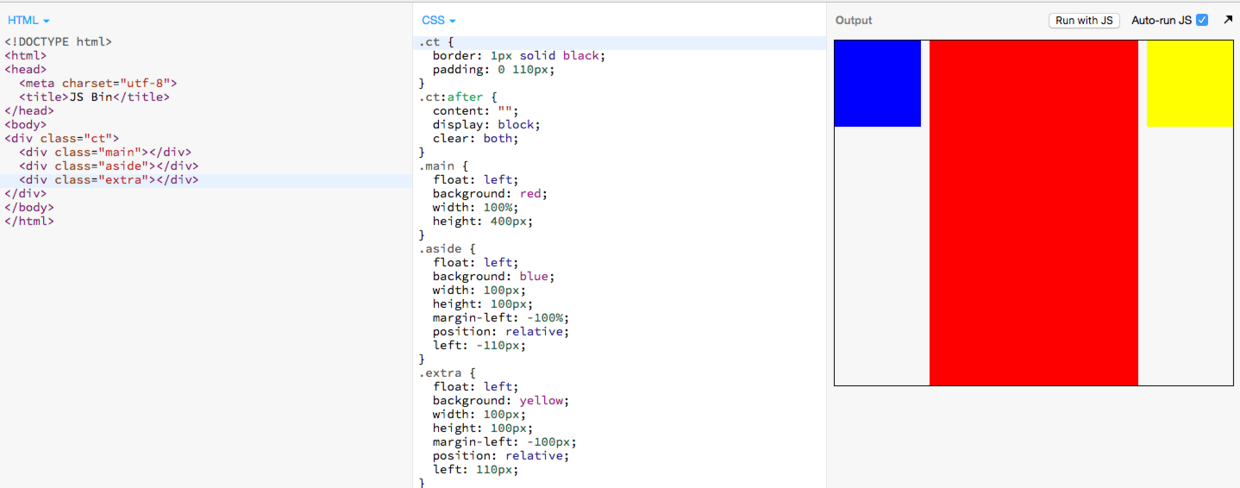 HTML
<!DOCTYPE html>
<html>
<head>
  <meta charset="utf-8">
  <title>JS Bin</title>
</head>
<body>
<div class="ct">
  <div class="main"></div>
  <div class="aside"></div>
  <div class="extra"></div>
</div>
</body>
</html>
CSS
.ct {
  border: 1px solid black;
  padding: 0 110px;
}
.ct:after {
  content: "";
  display: block;
  clear: both;
}
.main {
  float: left;
  background: red;
  width: 100%;
  height: 400px;
}
.aside {
  float: left;
  background: blue;
  width: 100px;
  height: 100px;
  margin-left: -100%;
  position: relative;
  left: -110px;
}
.extra {
  float: left;
  background: yellow;
  width: 100px;
  height: 100px;
  margin-left: -100px;
  position: relative;
  left: 110px;
}
Output
Run with JS
Auto-run JS